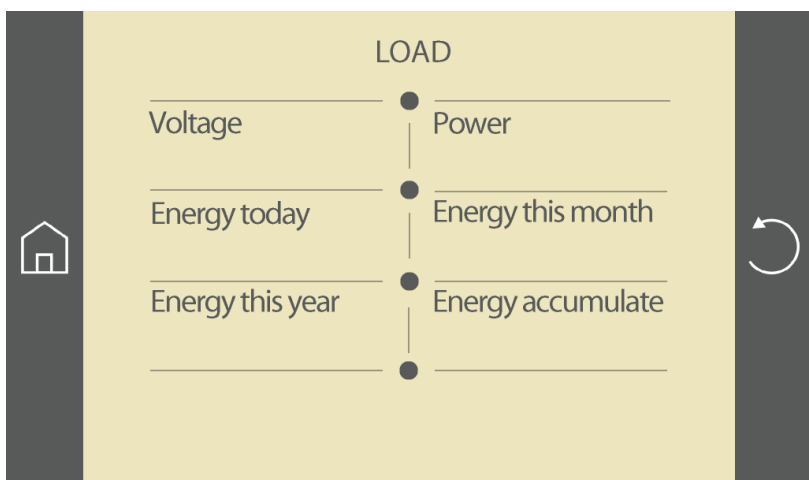 LOAD
Voltage
Power
Energy today
Energy this month
Energy this year
Energy accumulate